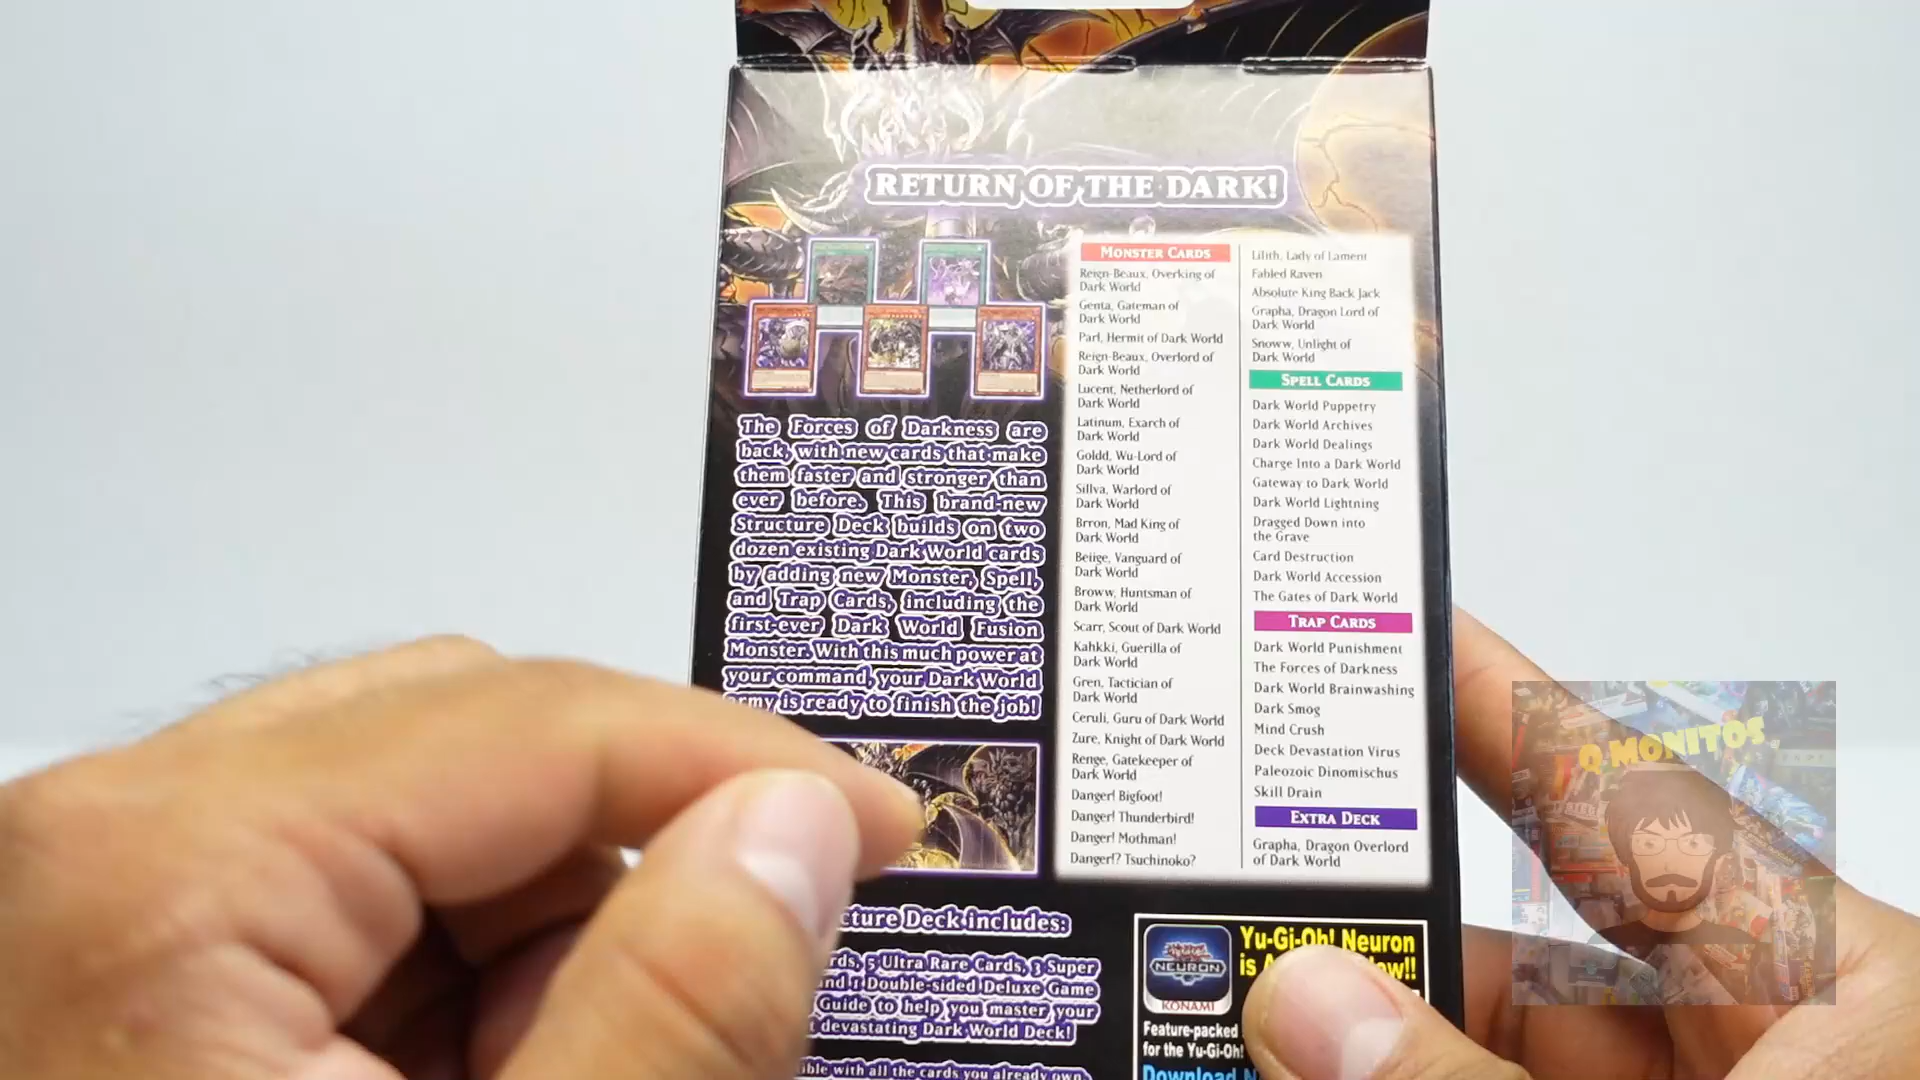 RETURN OF THE DARK!
The Forces of Darkness are
back, with new cards that make
them faster and stronger than
ever before. This brand-new
Structure Deck builds on two
dozen existing Dark World cards
by adding new Monster, Spell,
and Trap Cards, including the
first-ever Dark World Fusion
Monster. With this much power at
your command, your Dark World
army is ready to finish the job!
MONSTER CARDS
Reign-Beaux, Overking of
Dark World
Genta, Gateman of
Dark World
Parl, Hermit of Dark World
Reign-Beaux, Overlord of
Dark World
Lucent, Netherlord of
Dark World
Latinum, Exarch of
Dark World
Goldd, Wu-Lord of
Dark World
Sillva, Warlord of
Dark World
Brron, Mad King of
Dark World
Beiige, Vanguard of
Dark World
Broww, Huntsman of
Dark World
Scarr, Scout of Dark World
Kahkki, Guerilla of
Dark World
Gren, Tactician of
Dark World
Ceruli, Guru of Dark World
Zure, Knight of Dark World
Renge, Gatekeeper of
Dark World
Danger! Bigfoot!
Danger! Thunderbird!
Danger! Mothman!
Danger!? Tsuchinoko?
Lilith, Lady of Lament
Fabled Raven
Absolute King Back Jack
Grapha, Dragon Lord of
Dark World
Snoww, Unlight of
Dark World
SPELL CARDS
Dark World Puppetry
Dark World Archives
Dark World Dealings
Charge Into a Dark World
Gateway to Dark World
Dark World Lightning
Dragged Down into
the Grave
Card Destruction
Dark World Accession
The Gates of Dark World
TRAP CARDS
Dark World Punishment
The Forces of Darkness
Dark World Brainwashing
Dark Smog
Mind Crush
Deck Devastation Virus
Paleozoic Dinomischus
Skill Drain
EXTRA DECK
Grapha, Dragon Overlord
of Dark World
Deck includes:
5 Ultra Rare Cards, 3 Super
1 Double-sided Deluxe Game
Guide to help you master your
devastating Dark World Deck!
with all the cards you already own
NEURON
KONAMI
Yu-Gi-Oh! Neuron
is
Feature-packed
for the Yu-Gi-Oh!
Download
Q MONITOS